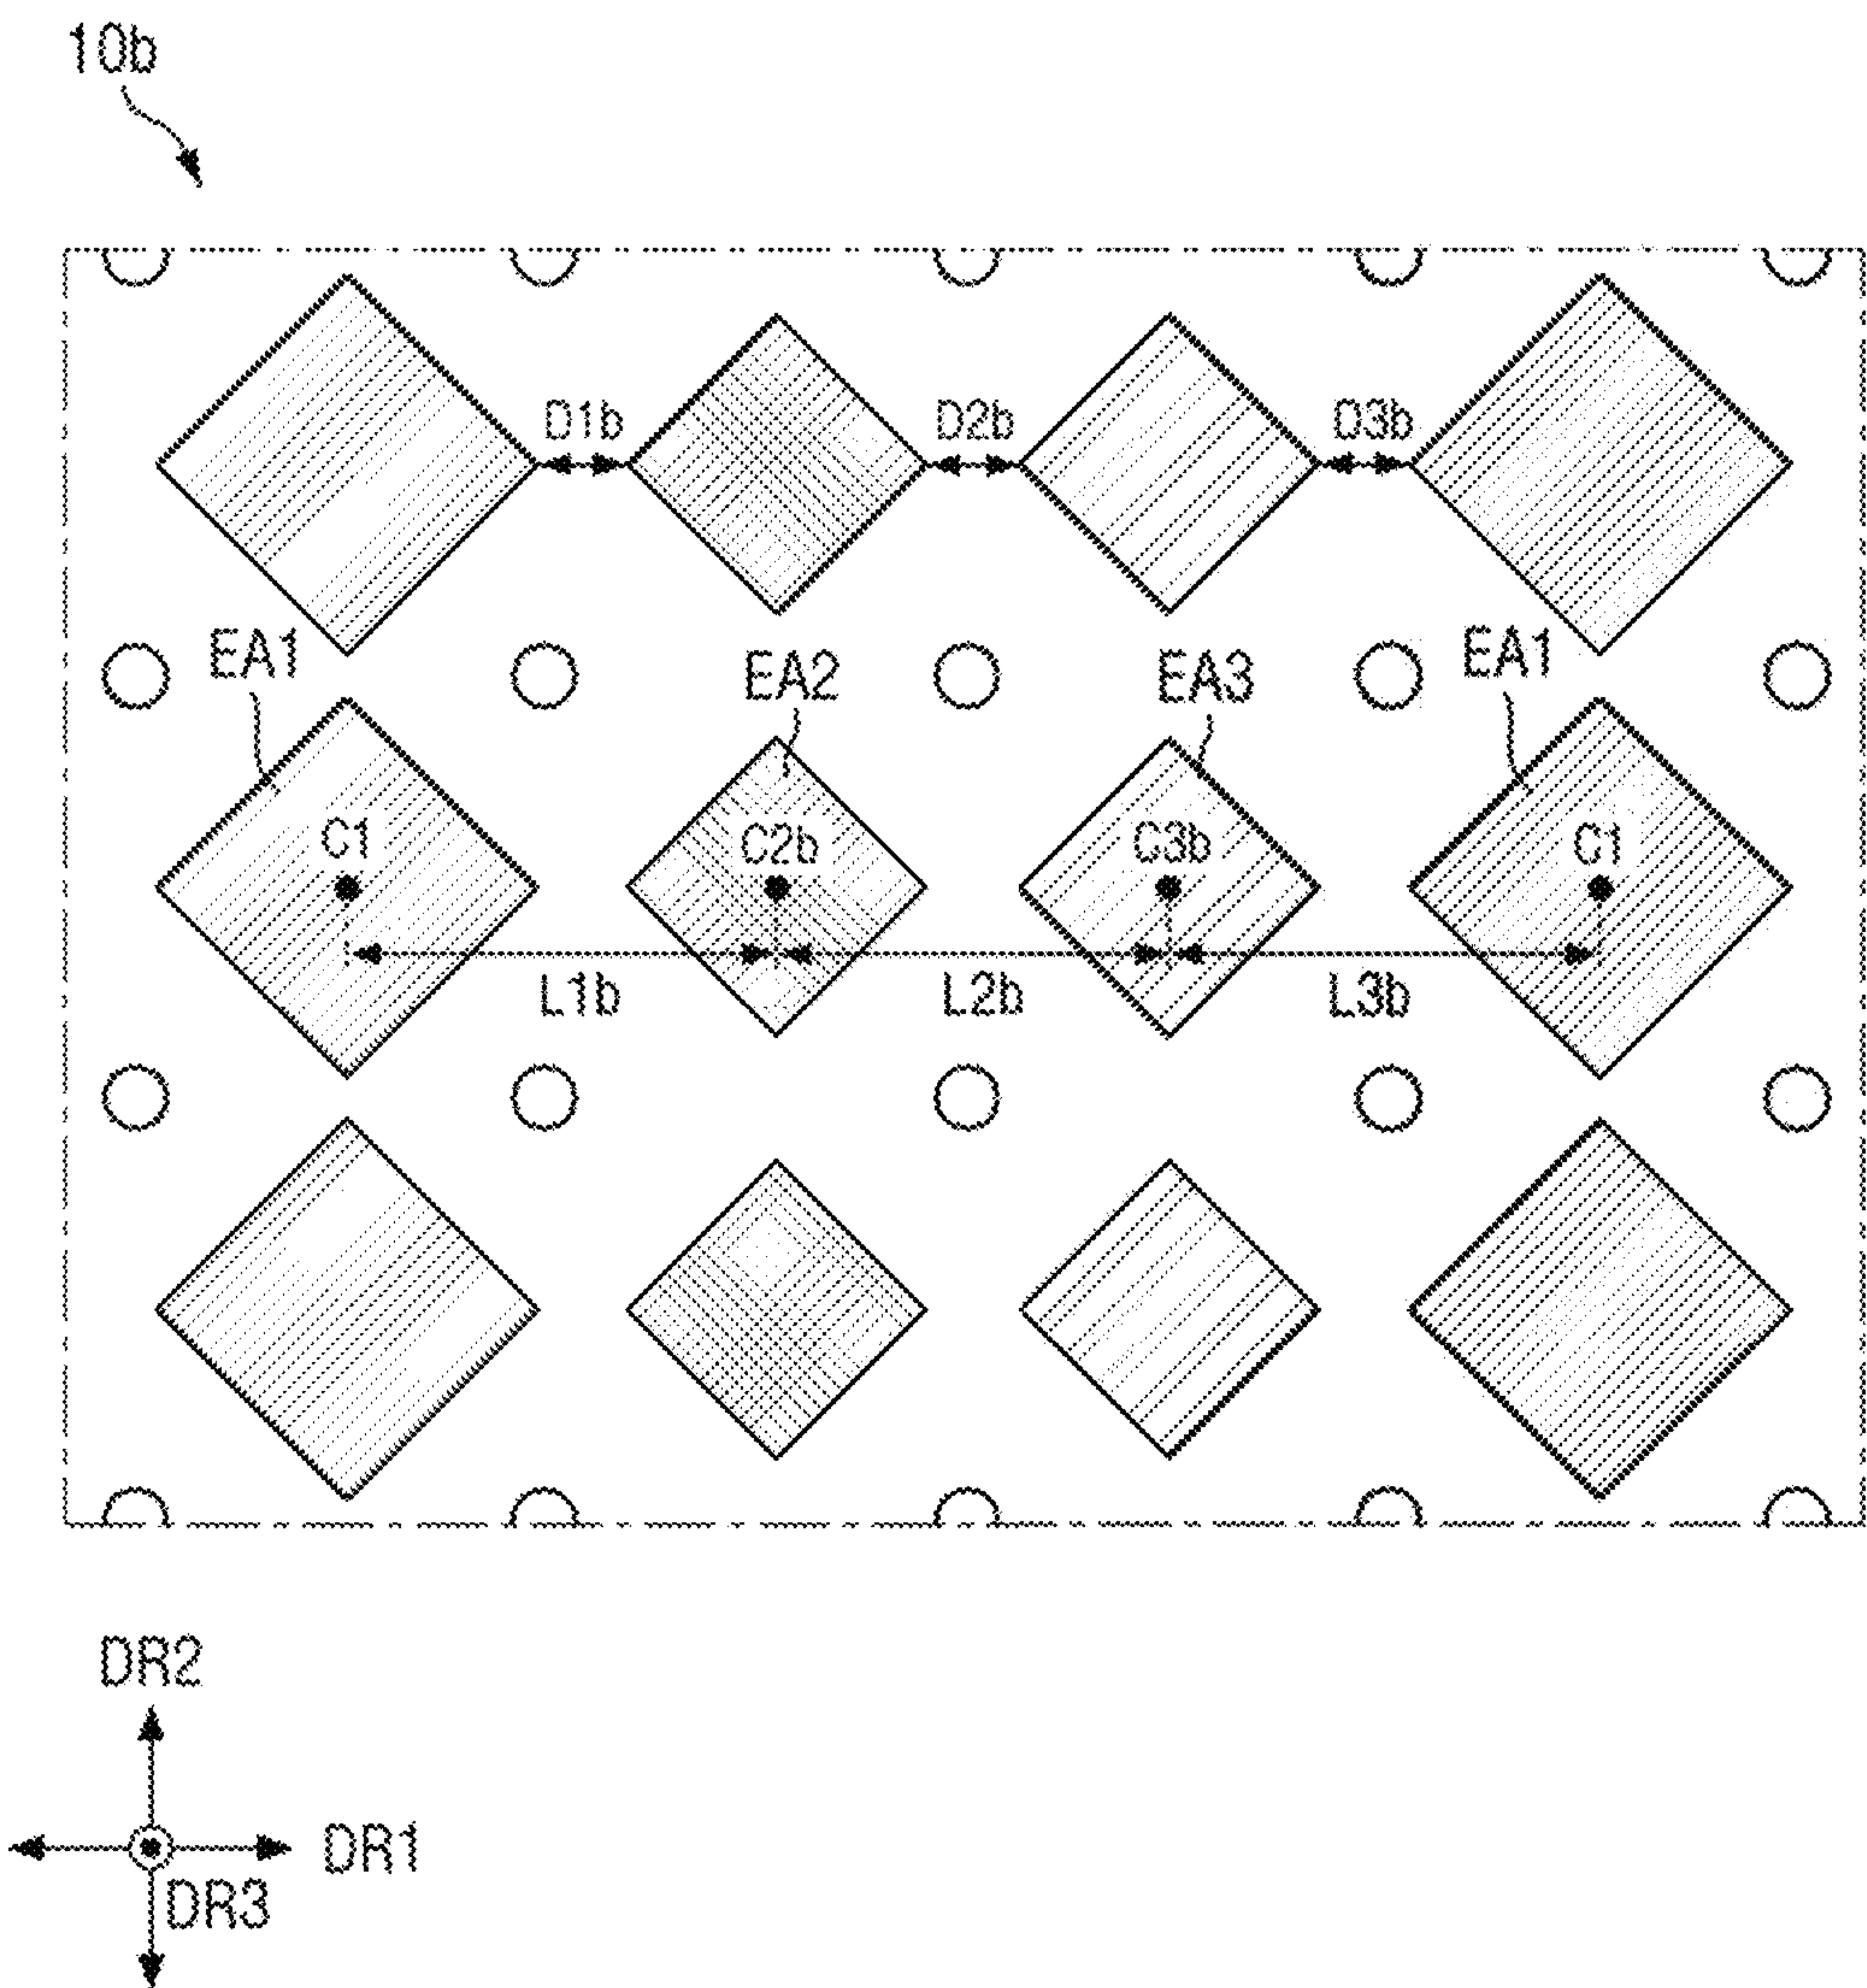 10b
D1b D2b D3b
EA1 EA2 EA3 EA1
C1 C2b C3b C1
L1b L2b L3b
DR2
DR1
DR3